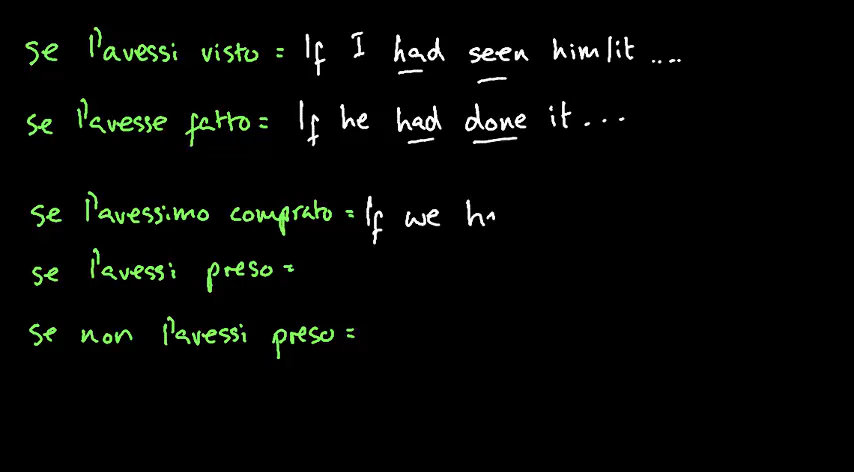 se l'avessi visto = If I had seen him/it ....
se l'avesse fatto = If he had done it ...
se l'avessimo comprato = If we
se l'avessi preso =
se non l'avessi preso =